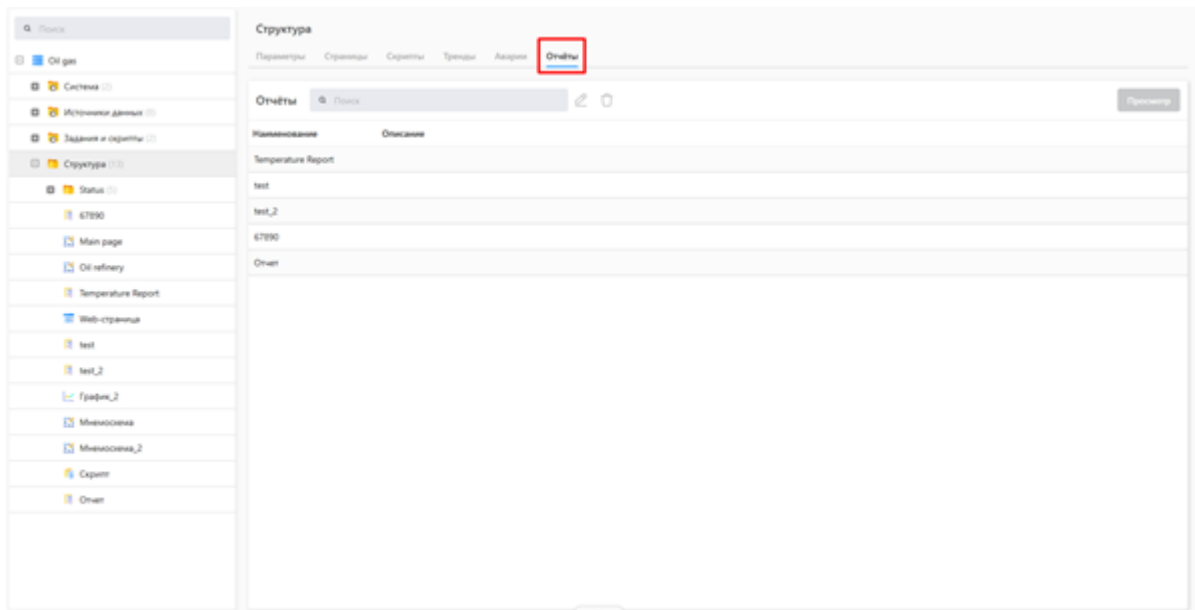 Поиск
Oil gas
Система (2)
Источники данных
Задания и скрипты (2)
Структура (13)
Status (5)
67890
Main page
Oil refinery
Temperature Report
Web-страница
test
test_2
График_2
Мнемосхема
Мнемосхема_2
Скрипт
Отчет
Структура
Параметры Страницы Скрипты Тренды Аварии Отчёты
Отчёты Поиск Просмотр
Наименование Описание
Temperature Report
test
test_2
67890
Отчет